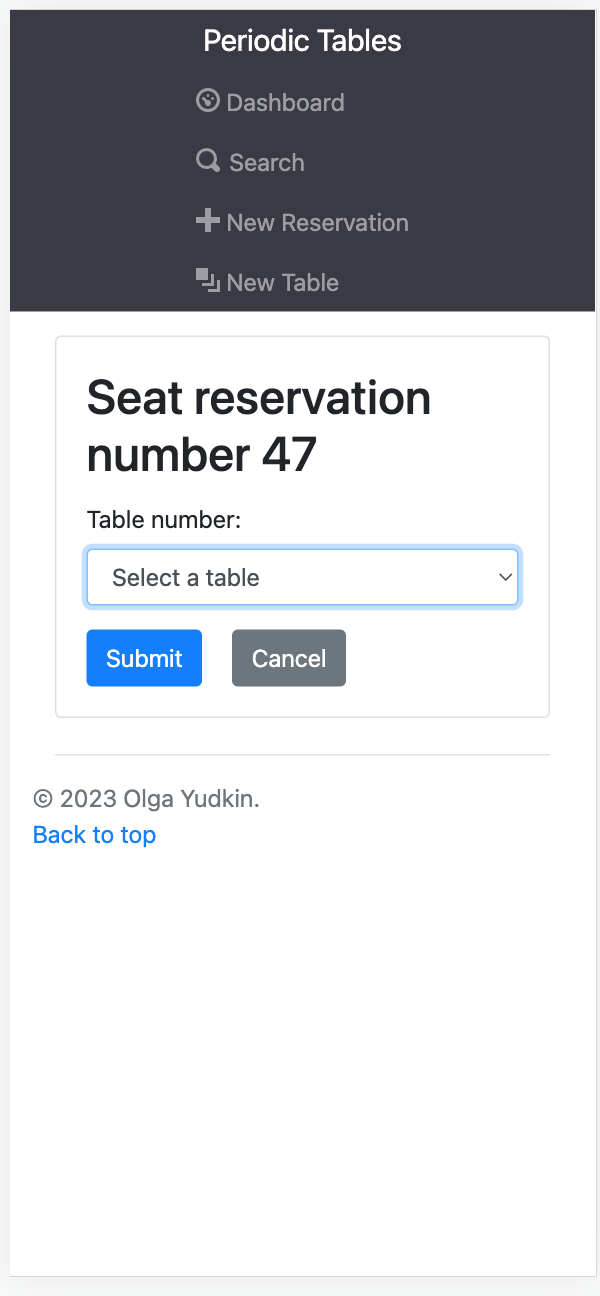 Periodic Tables
Dashboard
Search
New Reservation
New Table
Seat reservation
number 47
Table number:
Select a table
Submit Cancel
© 2023 Olga Yudkin.
Back to top